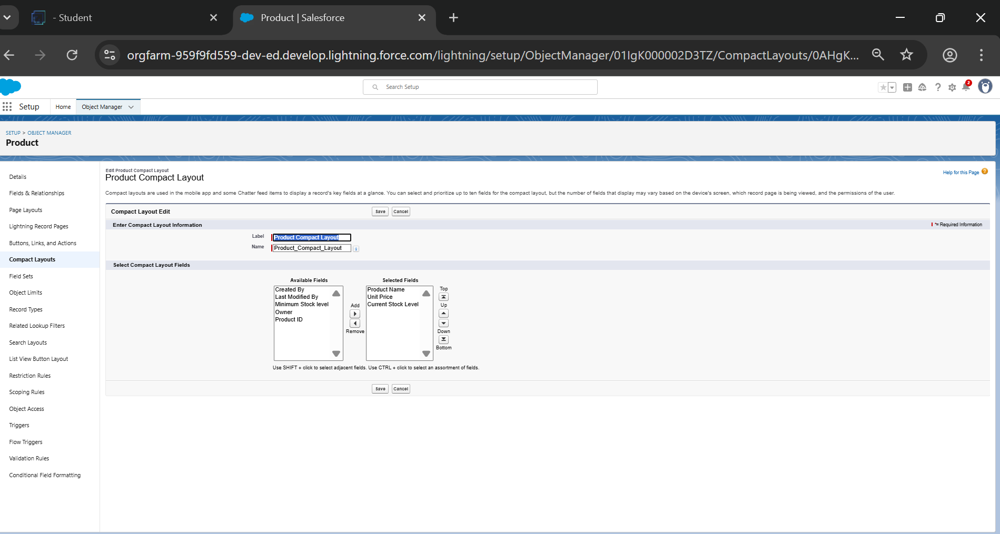 - Student
Product | Salesforce
orgfarm-959f9fd559-dev-ed.develop.lightning.force.com/lightning/setup/ObjectManager/01IgK000002D3TZ/CompactLayouts/0AHgK...
Search Setup
2
Setup
Home
Object Manager
SETUP > OBJECT MANAGER
Product
Details
Fields & Relationships
Page Layouts
Lightning Record Pages
Buttons, Links, and Actions
Compact Layouts
Field Sets
Object Limits
Record Types
Related Lookup Filters
Search Layouts
List View Button Layout
Restriction Rules
Scoping Rules
Object Access
Triggers
Flow Triggers
Validation Rules
Conditional Field Formatting
Edit Product Compact Layout
Product Compact Layout
Help for this Page
Compact layouts are used in the mobile app and some Chatter feed items to display a record's key fields at a glance. You can select and prioritize up to ten fields for the compact layout, but the number of fields that display may vary based on the device's screen, which record page is being viewed, and the permissions of the user.
Compact Layout Edit
Save
Cancel
Enter Compact Layout Information
= Required Information
Label
Product Compact Layout
Name
Product_Compact_Layout
i
Select Compact Layout Fields
Available Fields
Created By
Last Modified By
Minimum Stock level
Owner
Product ID
Add
Remove
Selected Fields
Product Name
Unit Price
Current Stock Level
Top
Up
Down
Bottom
Use SHIFT + click to select adjacent fields. Use CTRL + click to select an assortment of fields.
Save
Cancel